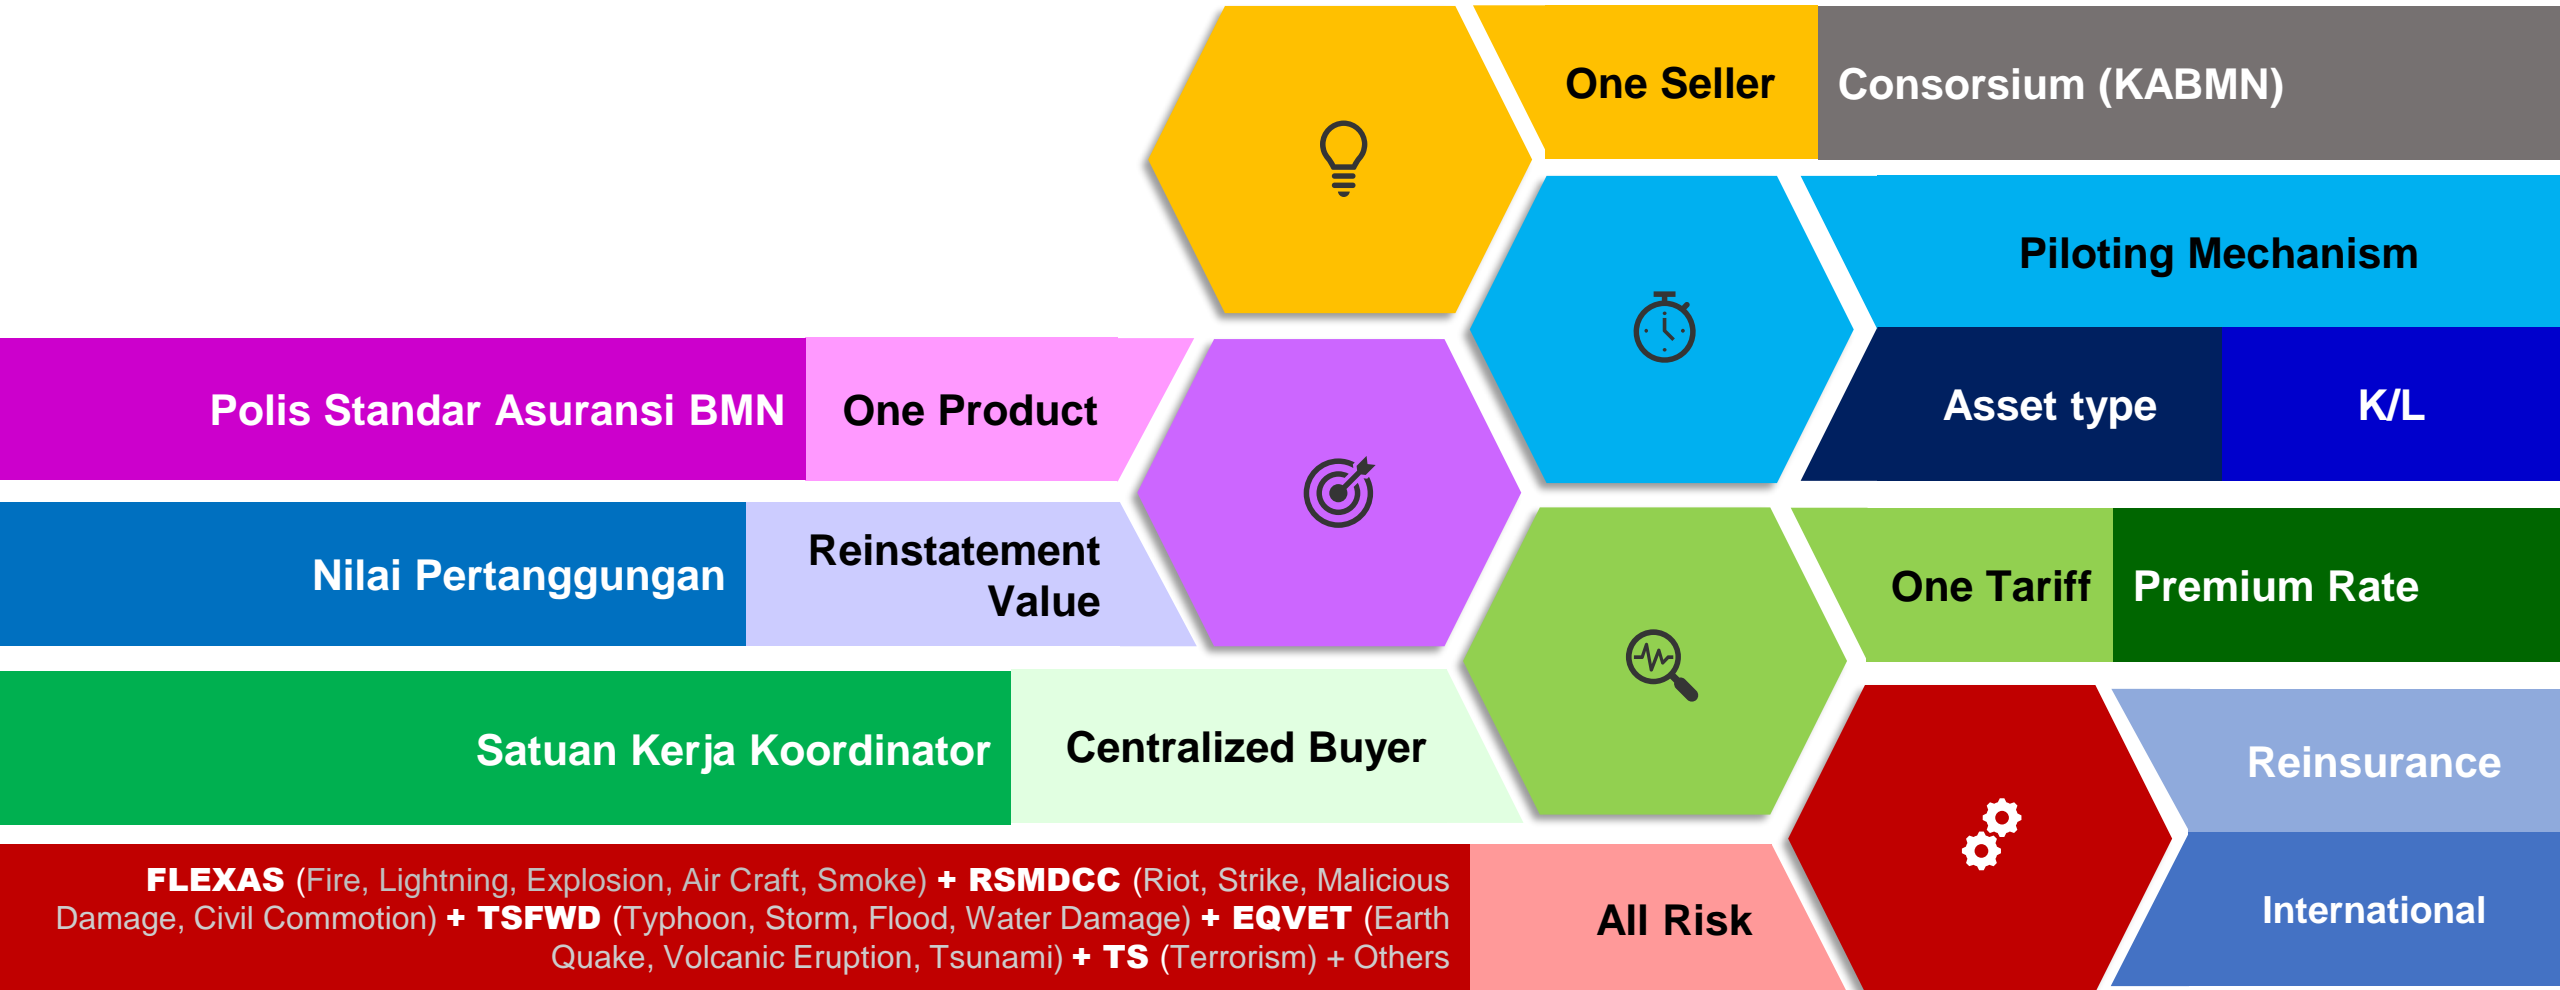 One Seller
Consorsium (KABMN)
Piloting Mechanism
Asset type
K/L
Polis Standar Asuransi BMN
One Product
Nilai Pertanggungan
Reinstatement
Value
One Tariff
Premium Rate
Satuan Kerja Koordinator
Centralized Buyer
Reinsurance
International
FLEXAS (Fire, Lightning, Explosion, Air Craft, Smoke) + RSMDCC (Riot, Strike, Malicious
Damage, Civil Commotion) + TSFWD (Typhoon, Storm, Flood, Water Damage) + EQVET (Earth
Quake, Volcanic Eruption, Tsunami) + TS (Terrorism) + Others
All Risk